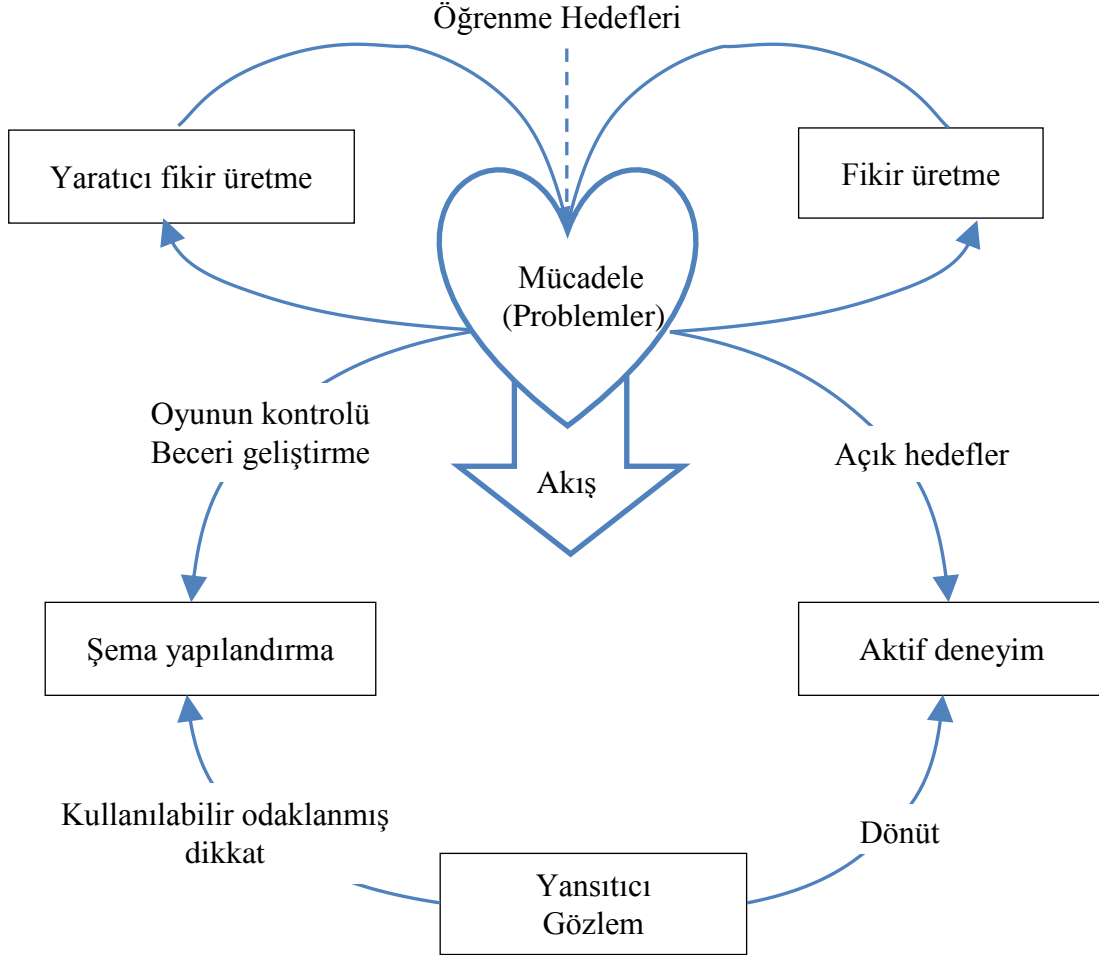 Öğrenme Hedefleri
Yaratıcı fikir üretme
Fikir üretme
Mücadele
(Problemler)
Oyunun kontrolü
Beceri geliştirme
Açık hedefler
Akış
Şema yapılandırma
Aktif deneyim
Kullanılabilir odaklanmış
dikkat
Dönüt
Yansıtıcı
Gözlem